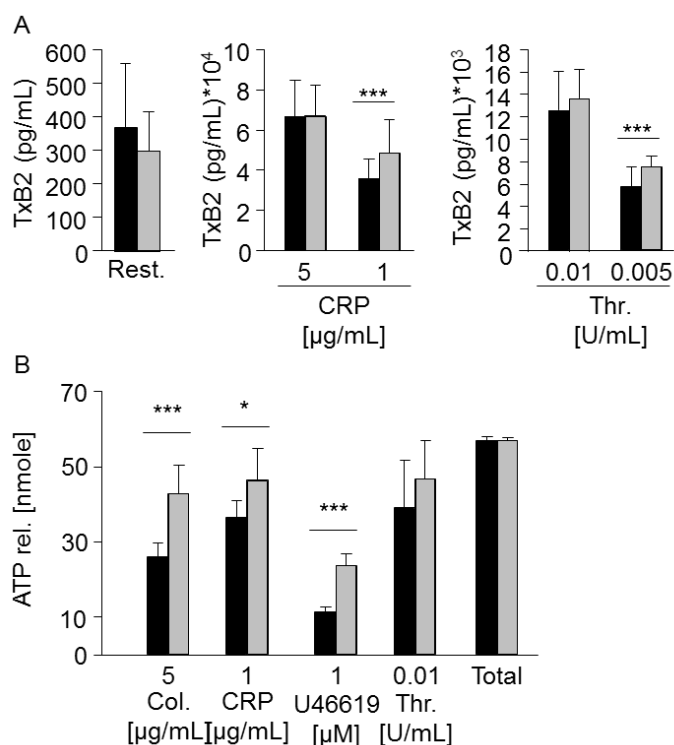 A
TxB2 (pg/mL)
600
500
400
300
200
100
0
Rest.
TxB2 (pg/mL)*10⁴
10
8
6
4
2
0
***
5 1
CRP
[µg/mL]
TxB2 (pg/mL)*10³
18
16
14
12
10
8
6
4
2
0
***
0.01 0.005
Thr.
[U/mL]
B
ATP rel. [nmole]
70
50
30
10
0
***
*
***
5 1 1 0.01 Total
Col. CRP U46619 Thr.
[µg/mL] [µg/mL] [µM] [U/mL]